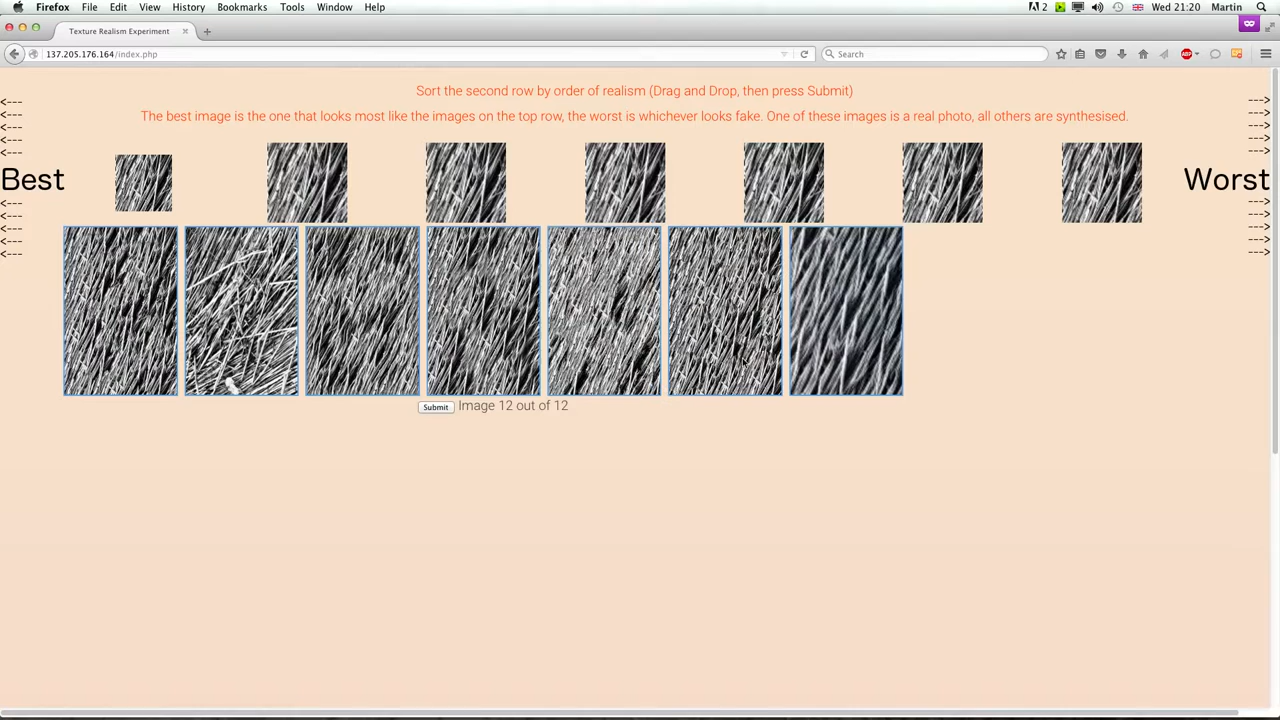 Firefox File Edit View History Bookmarks Tools Window Help 2 Wed 21:20 Martin
Texture Realism Experiment
137.205.176.164/index.php Search
Sort the second row by order of realism (Drag and Drop, then press Submit)
The best image is the one that looks most like the images on the top row, the worst is whichever looks fake. One of these images is a real photo, all others are synthesised.
<--- --->
<--- --->
<--- --->
<--- --->
<--- --->
Best Worst
<--- --->
<--- --->
<--- --->
<--- --->
<--- --->
Submit Image 12 out of 12